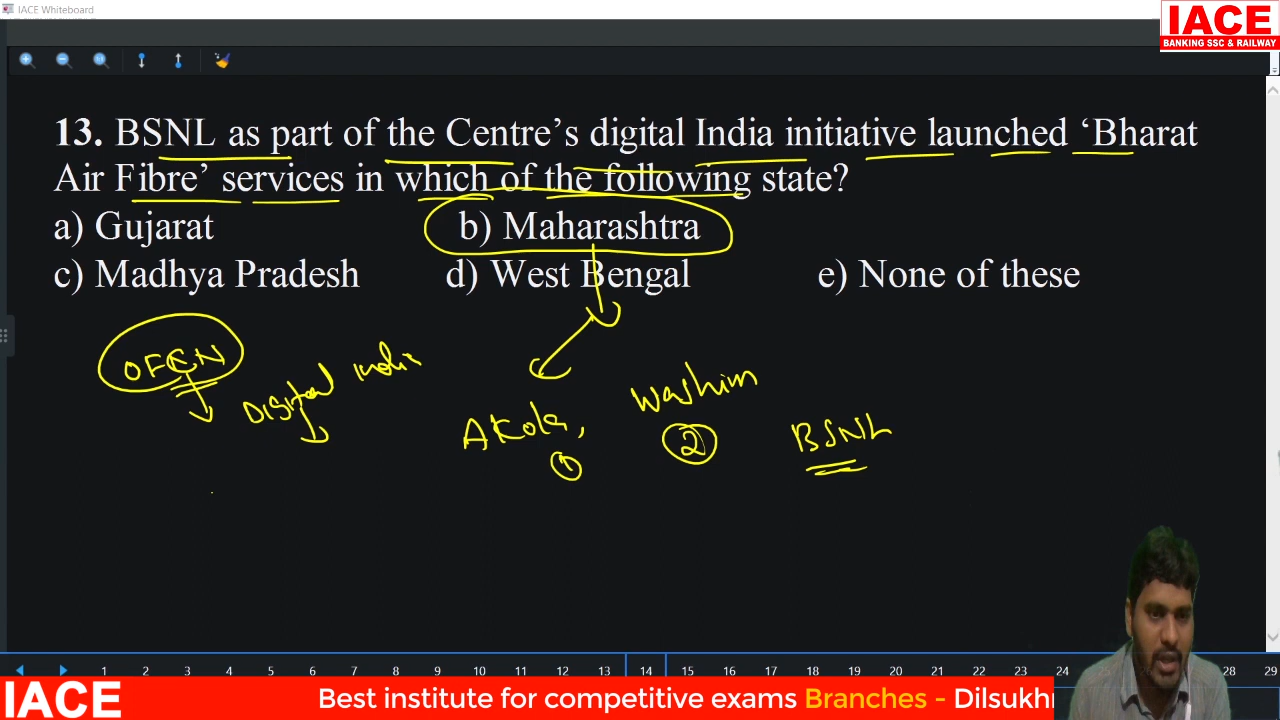 IACE Whiteboard
IACE
BANKING SSC & RAILWAY
13. BSNL as part of the Centre’s digital India initiative launched ‘Bharat
Air Fibre’ services in which of the following state?
a) Gujarat b) Maharashtra
c) Madhya Pradesh d) West Bengal e) None of these
OFCN
Digital India
Akola, Washim
1 2 BSNL
1 2 3 4 5 6 7 8 9 10 11 12 13 14 15 16 17 18 19 20 21 22 23 24 28 29
IACE Best institute for competitive exams Branches - Dilsukh